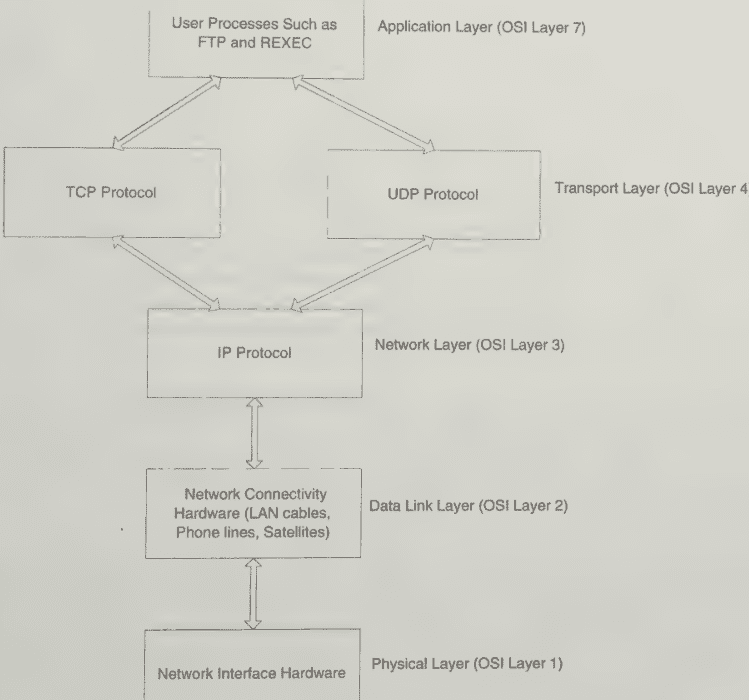 User Processes Such as
FTP and REXEC
Application Layer (OSI Layer 7)
TCP Protocol
UDP Protocol
Transport Layer (OSI Layer 4)
IP Protocol
Network Layer (OSI Layer 3)
Network Connectivity
Hardware (LAN cables,
Phone lines, Satellites)
Data Link Layer (OSI Layer 2)
Network Interface Hardware
Physical Layer (OSI Layer 1)